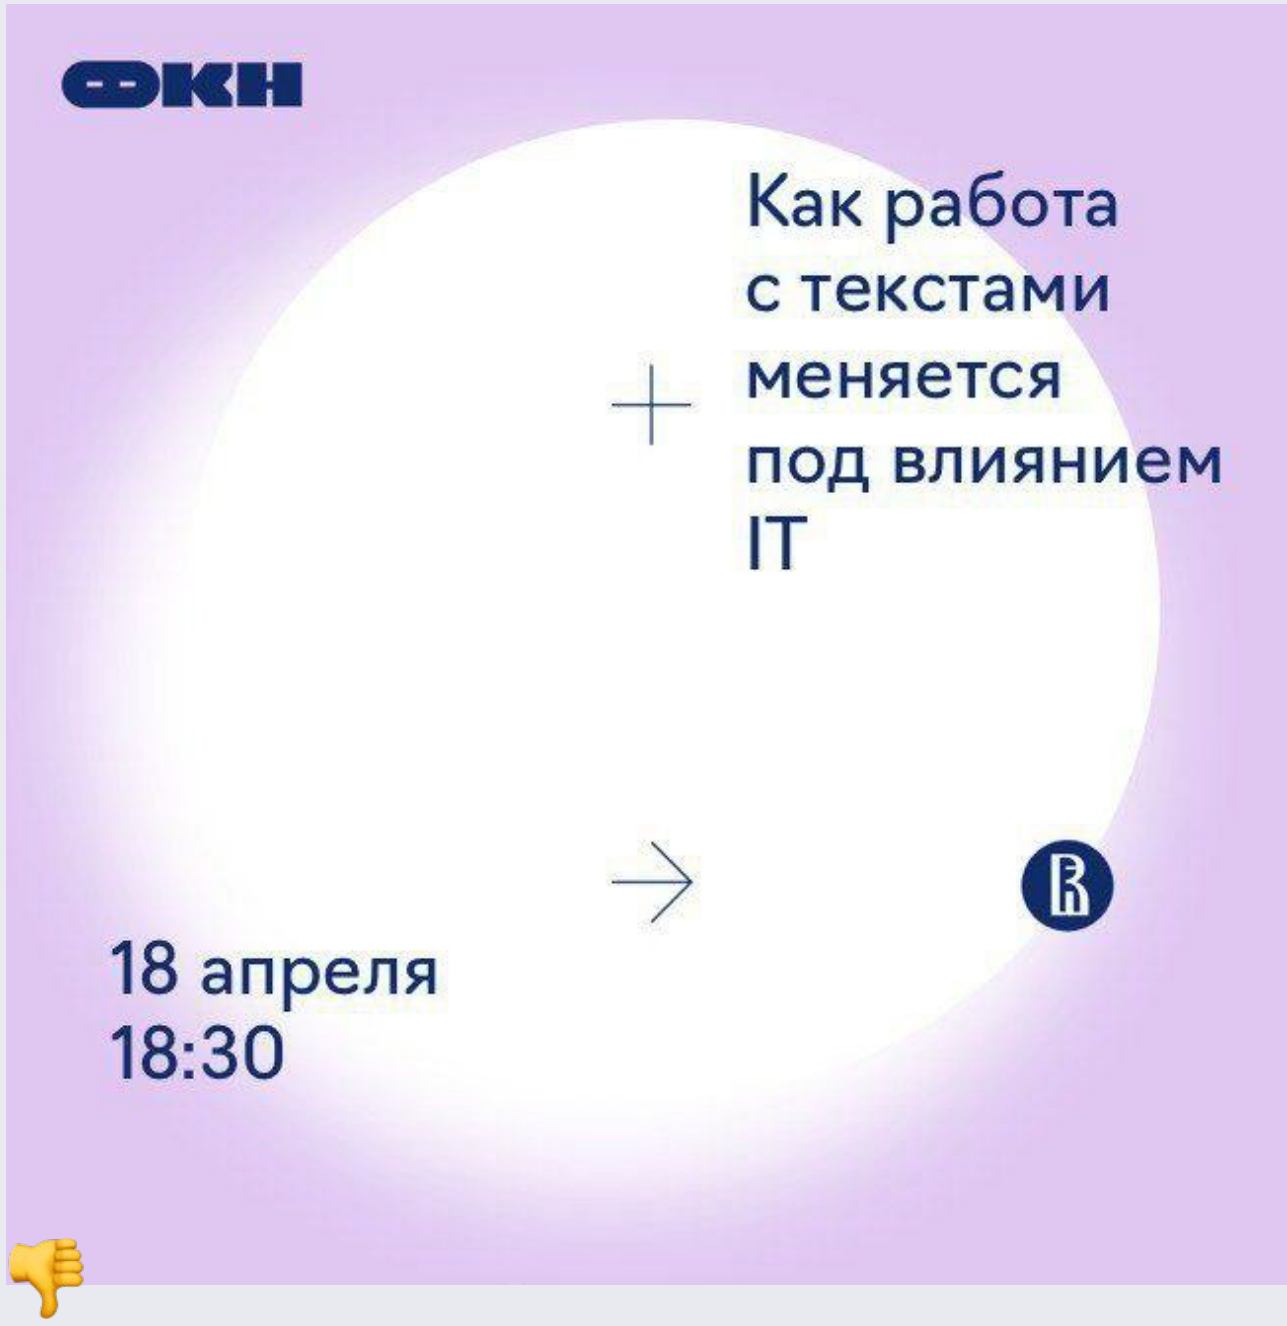 ФКН
Как работа
с текстами
меняется
под влиянием
IT
18 апреля
18:30